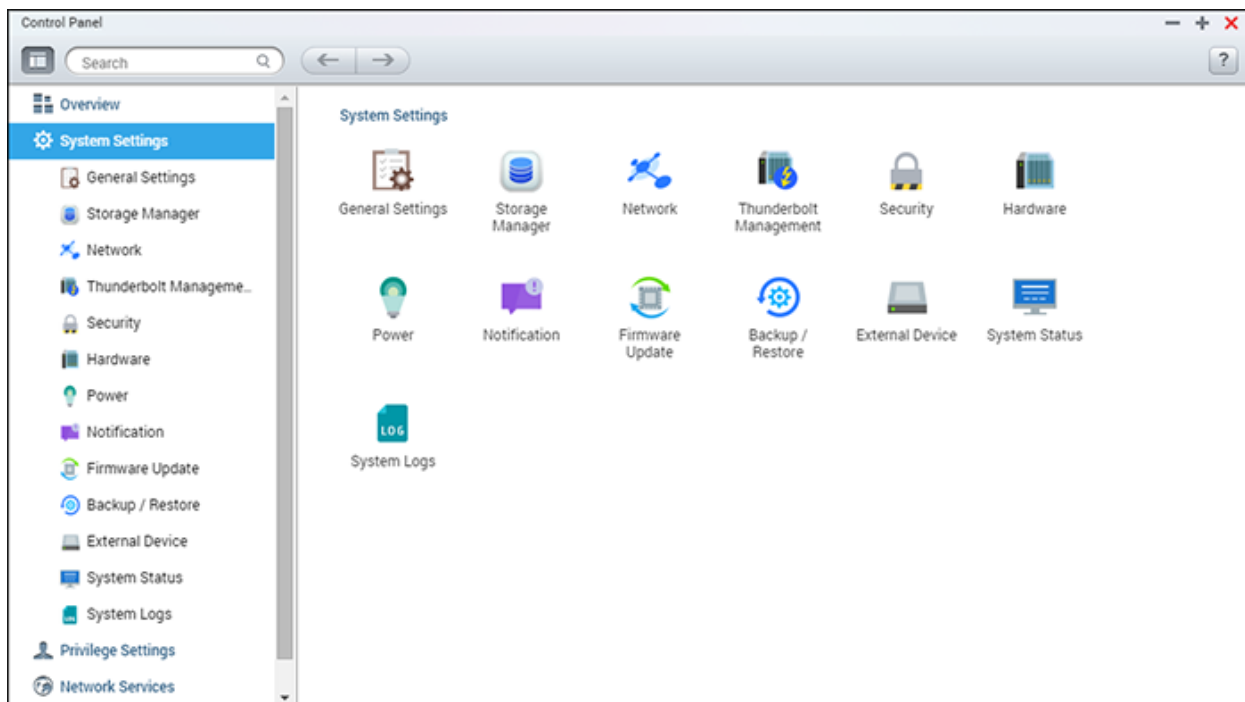 Control Panel
Search
?
Overview
System Settings
General Settings
Storage Manager
Network
Thunderbolt Manageme...
Security
Hardware
Power
Notification
Firmware Update
Backup / Restore
External Device
System Status
System Logs
Privilege Settings
Network Services
System Settings
General Settings
Storage
Manager
Network
Thunderbolt
Management
Security
Hardware
Power
Notification
Firmware
Update
Backup /
Restore
External Device
System Status
LOG
System Logs